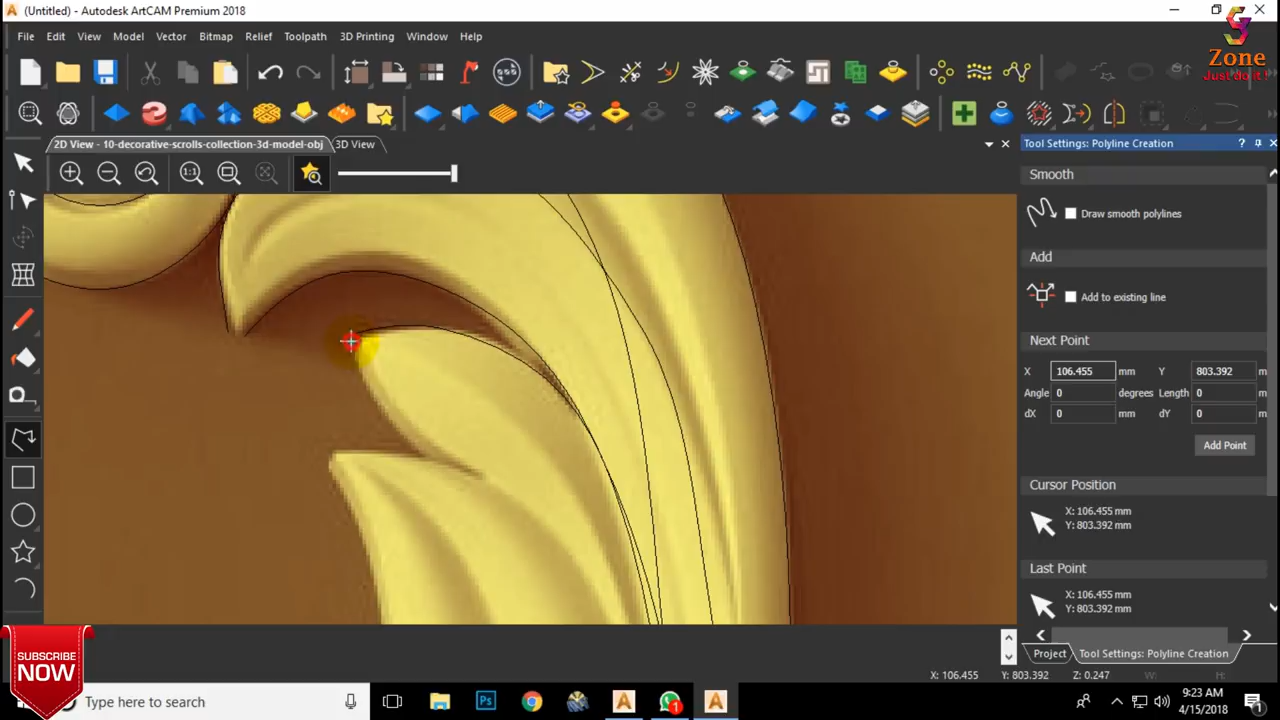 (Untitled) - Autodesk ArtCAM Premium 2018
File Edit View Model Vector Bitmap Relief Toolpath 3D Printing Window Help
G Zone
Just do it !
2D View - 10-decorative-scrolls-collection-3d-model-obj 3D View
Tool Settings: Polyline Creation
1:1
Smooth
Draw smooth polylines
Add
Add to existing line
Next Point
X 106.455 mm Y 803.392 m
Angle 0 degrees Length 0 m
dX 0 mm dY 0 m
Add Point
Cursor Position
X: 106.455 mm
Y: 803.392 mm
Last Point
X: 106.455 mm
Y: 803.392 mm
Project Tool Settings: Polyline Creation
X: 106.455 Y: 803.392 Z: 0.247 W: H:
SUBSCRIBE
NOW
Type here to search
1
9:23 AM
4/15/2018
1